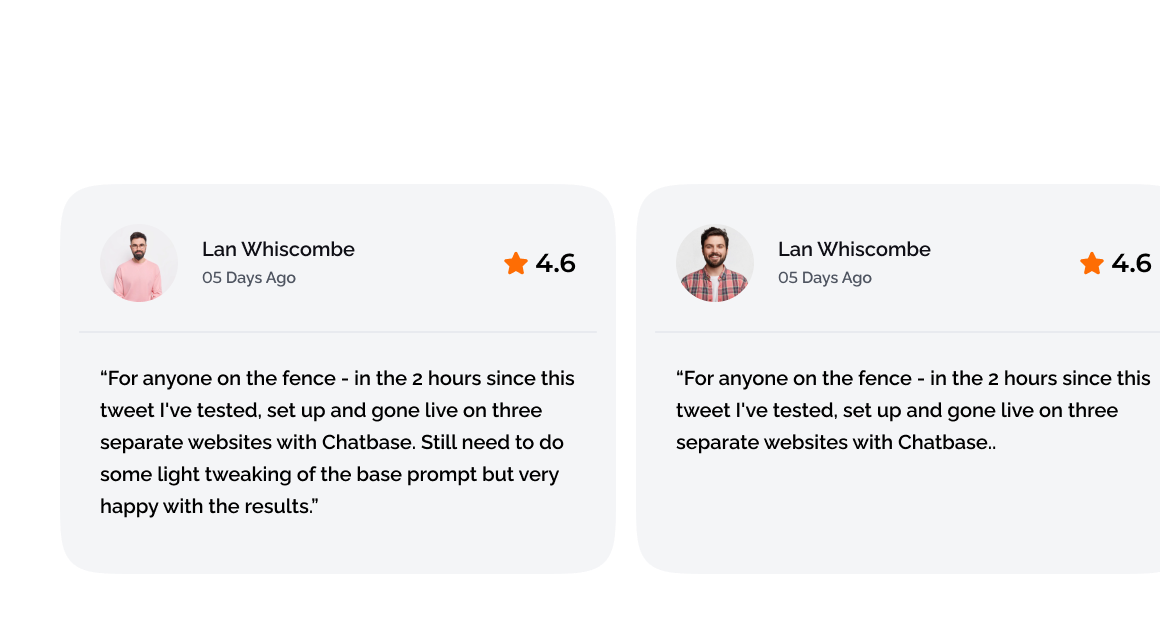 Lan Whiscombe
05 Days Ago
4.6
“For anyone on the fence - in the 2 hours since this
tweet I've tested, set up and gone live on three
separate websites with Chatbase. Still need to do
some light tweaking of the base prompt but very
happy with the results.”
Lan Whiscombe
05 Days Ago
4.6
“For anyone on the fence - in the 2 hours since this
tweet I've tested, set up and gone live on three
separate websites with Chatbase..